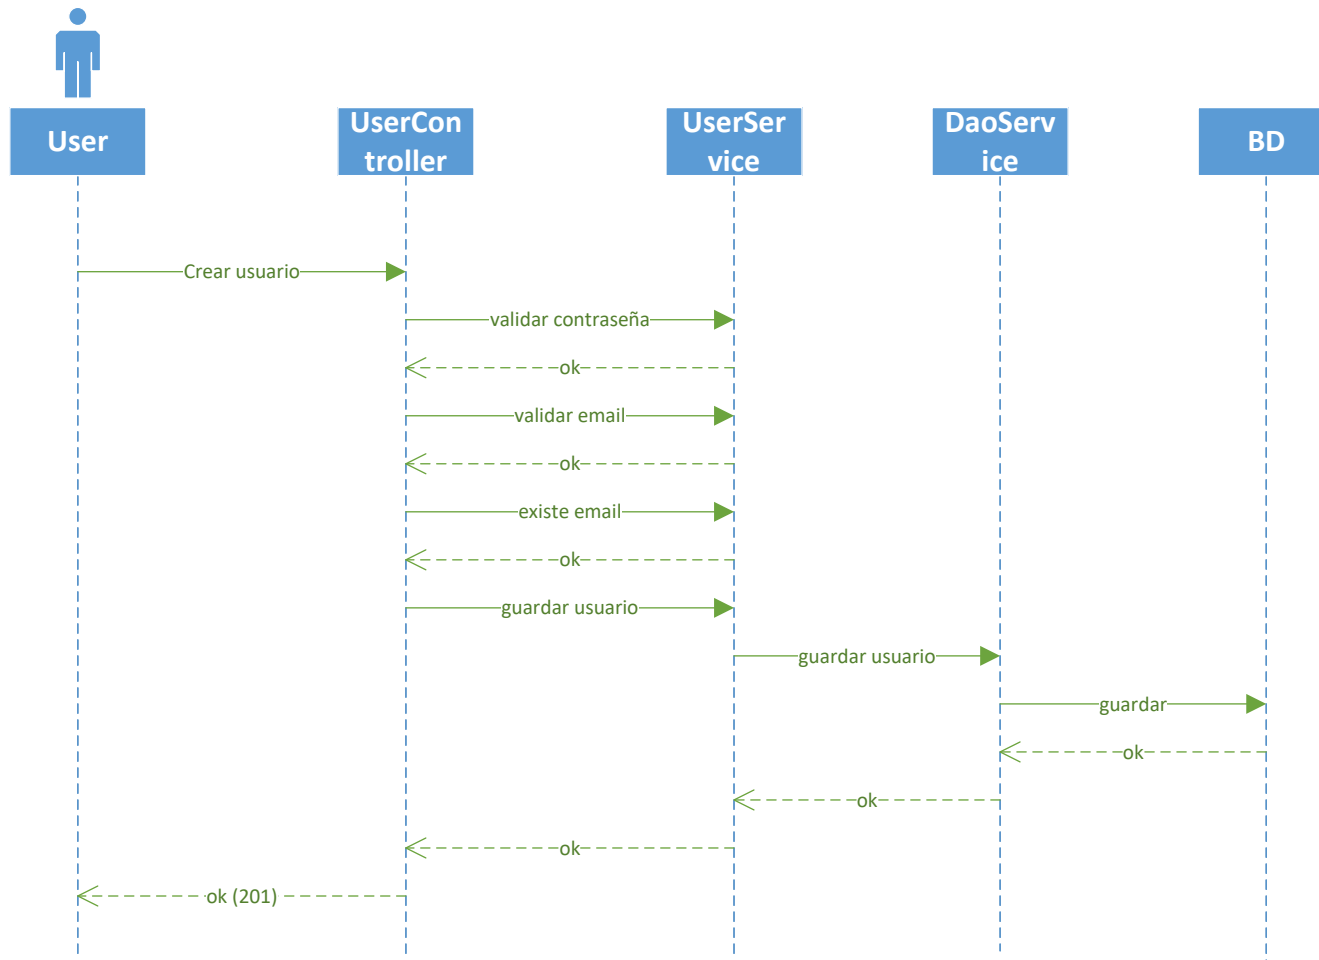 User
UserCon
troller
UserSer
vice
DaoServ
ice
BD
Crear usuario
validar contraseña
ok
validar email
ok
existe email
ok
guardar usuario
guardar usuario
guardar
ok
ok
ok
ok (201)